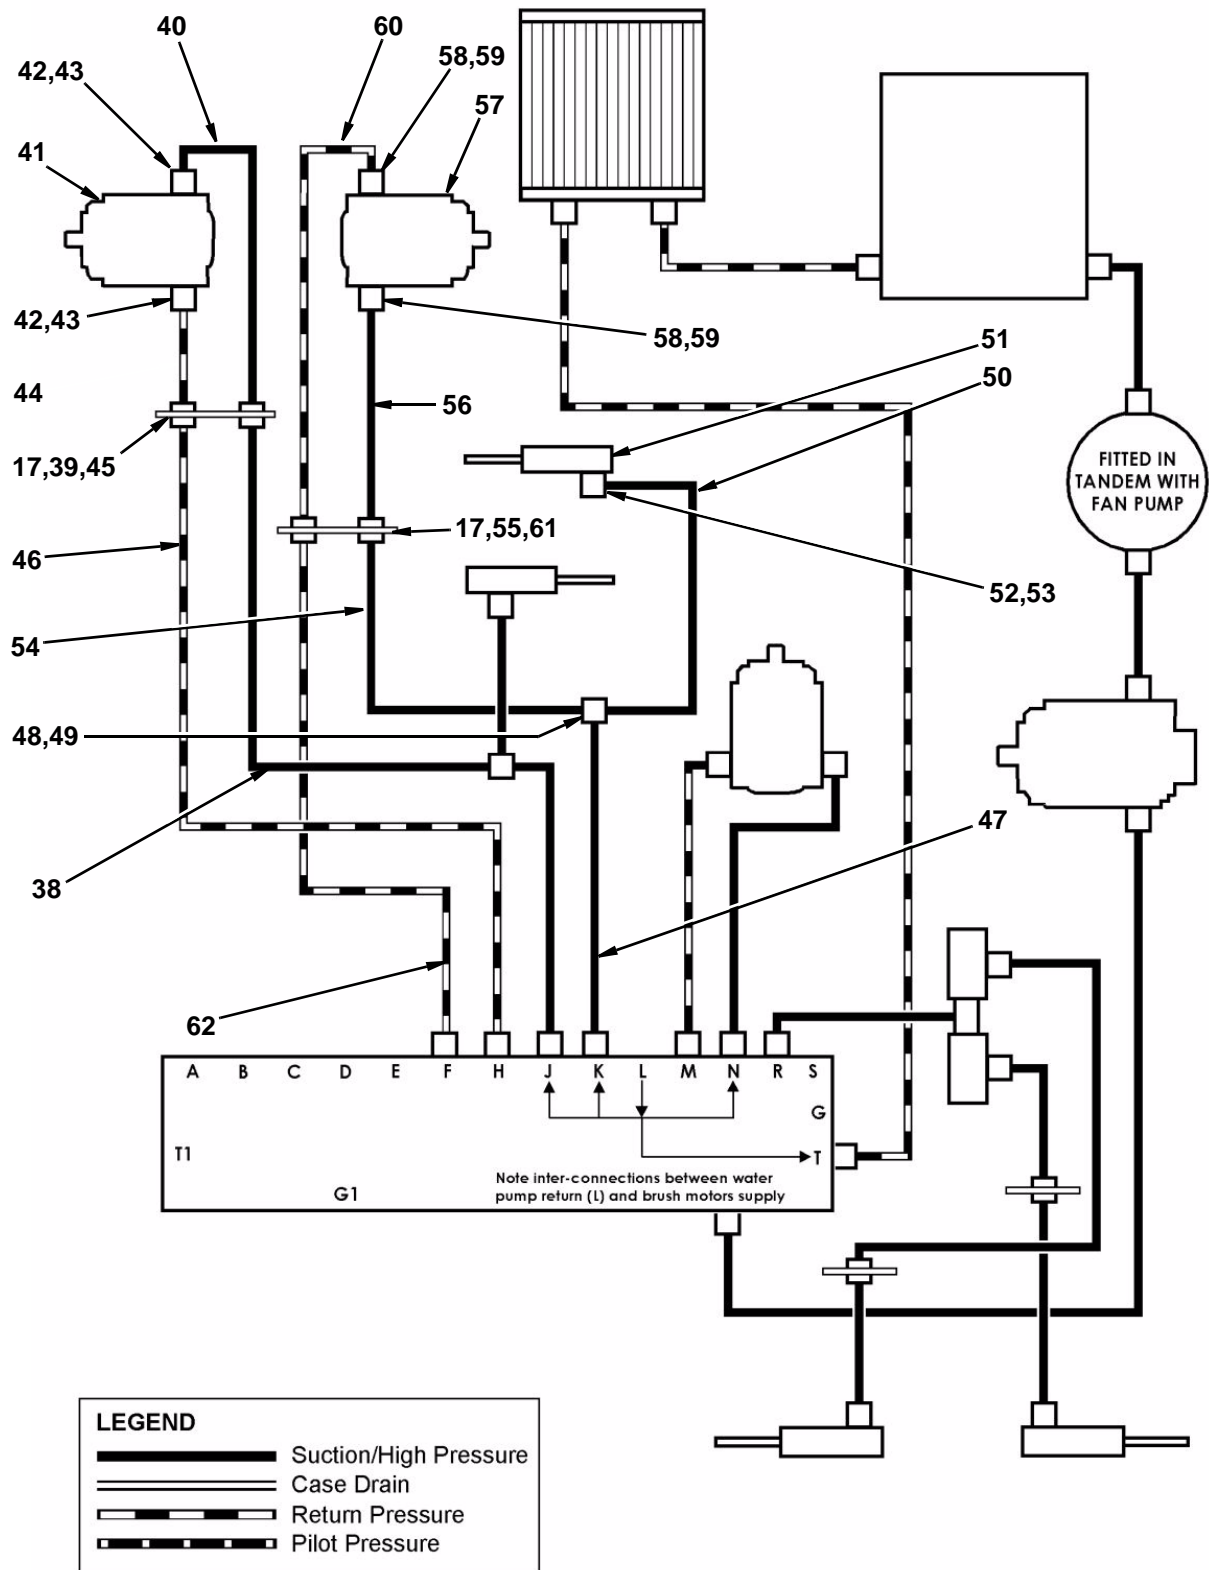 40
60
42,43
58,59
57
41
42,43
58,59
51
50
44
56
17,39,45
FITTED IN
TANDEM WITH
FAN PUMP
17,55,61
46
52,53
54
48,49
47
38
62
A B C D E F H J K L M N R S
G
T1
T
Note inter-connections between water
pump return (L) and brush motors supply
G1
LEGEND
Suction/High Pressure
Case Drain
Return Pressure
Pilot Pressure